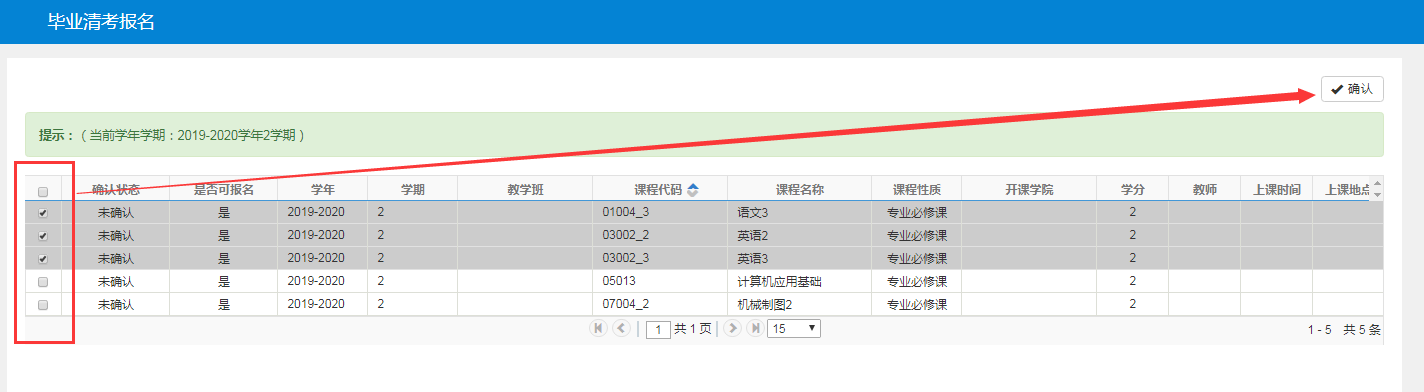 毕业清考报名
确认
提示：（当前学年学期：2019-2020学年2学期）
确认状态 是否可报名 学年 学期 教学班 课程代码 课程名称 课程性质 开课学院 学分 教师 上课时间 上课地点
未确认 是 2019-2020 2 01004_3 语文3 专业必修课 2
未确认 是 2019-2020 2 03002_2 英语2 专业必修课 2
未确认 是 2019-2020 2 03002_3 英语3 专业必修课 2
未确认 是 2019-2020 2 05013 计算机应用基础 专业必修课 2
未确认 是 2019-2020 2 07004_2 机械制图2 专业必修课 2
1 共 1 页 15 1 - 5 共 5 条